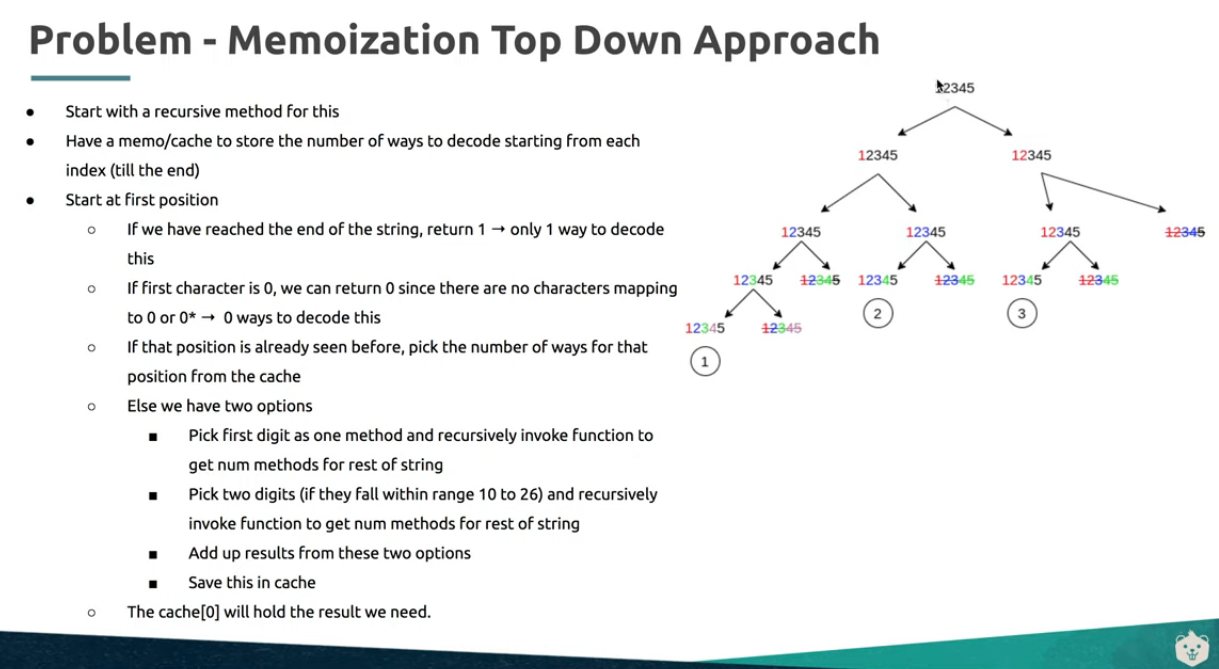 Problem - Memoization Top Down Approach
● Start with a recursive method for this
● Have a memo/cache to store the number of ways to decode starting from each
index (till the end)
● Start at first position
○ If we have reached the end of the string, return 1 → only 1 way to decode
this
○ If first character is 0, we can return 0 since there are no characters mapping
to 0 or 0* → 0 ways to decode this
○ If that position is already seen before, pick the number of ways for that
position from the cache
○ Else we have two options
■ Pick first digit as one method and recursively invoke function to
get num methods for rest of string
■ Pick two digits (if they fall within range 10 to 26) and recursively
invoke function to get num methods for rest of string
■ Add up results from these two options
■ Save this in cache
○ The cache[0] will hold the result we need.
12345
12345 12345
12345 12345 12345 12345
12345 12345 12345 12345 12345 12345
2 3
12345 12345
1